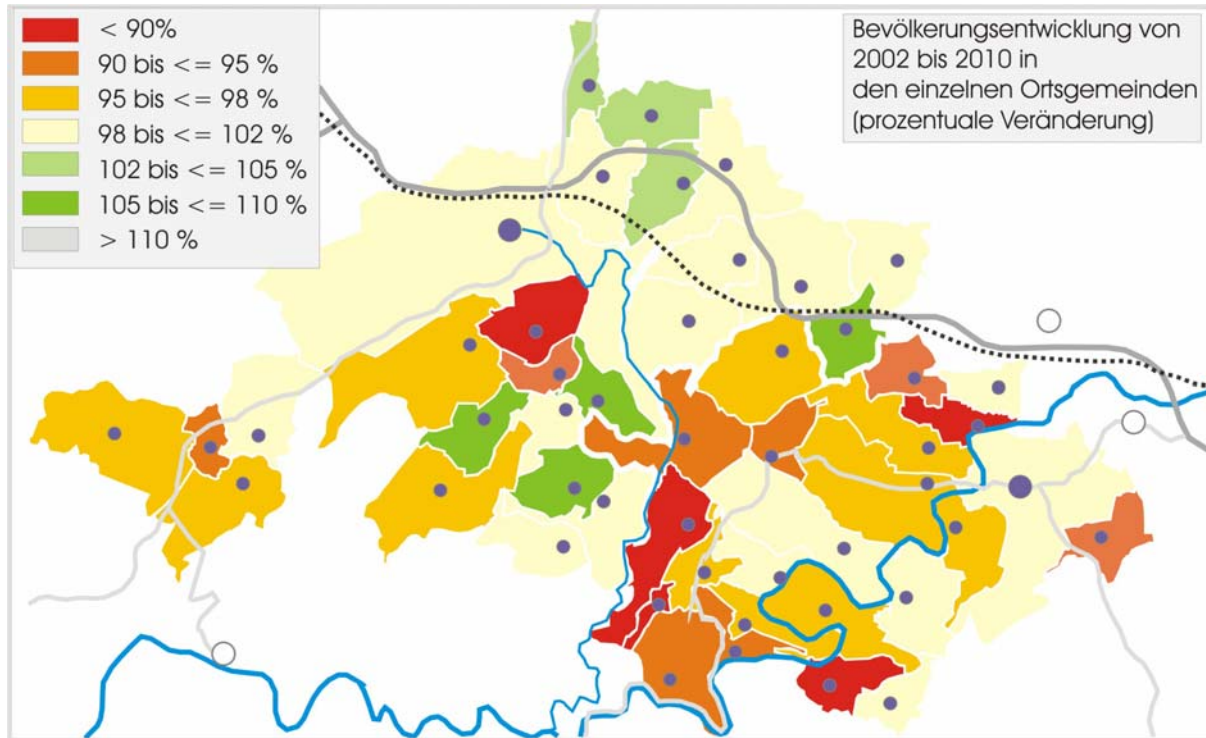 < 90%
90 bis <= 95 %
95 bis <= 98 %
98 bis <= 102 %
102 bis <= 105 %
105 bis <= 110 %
> 110 %
Bevölkerungsentwicklung von
2002 bis 2010 in
den einzelnen Ortsgemeinden
(prozentuale Veränderung)